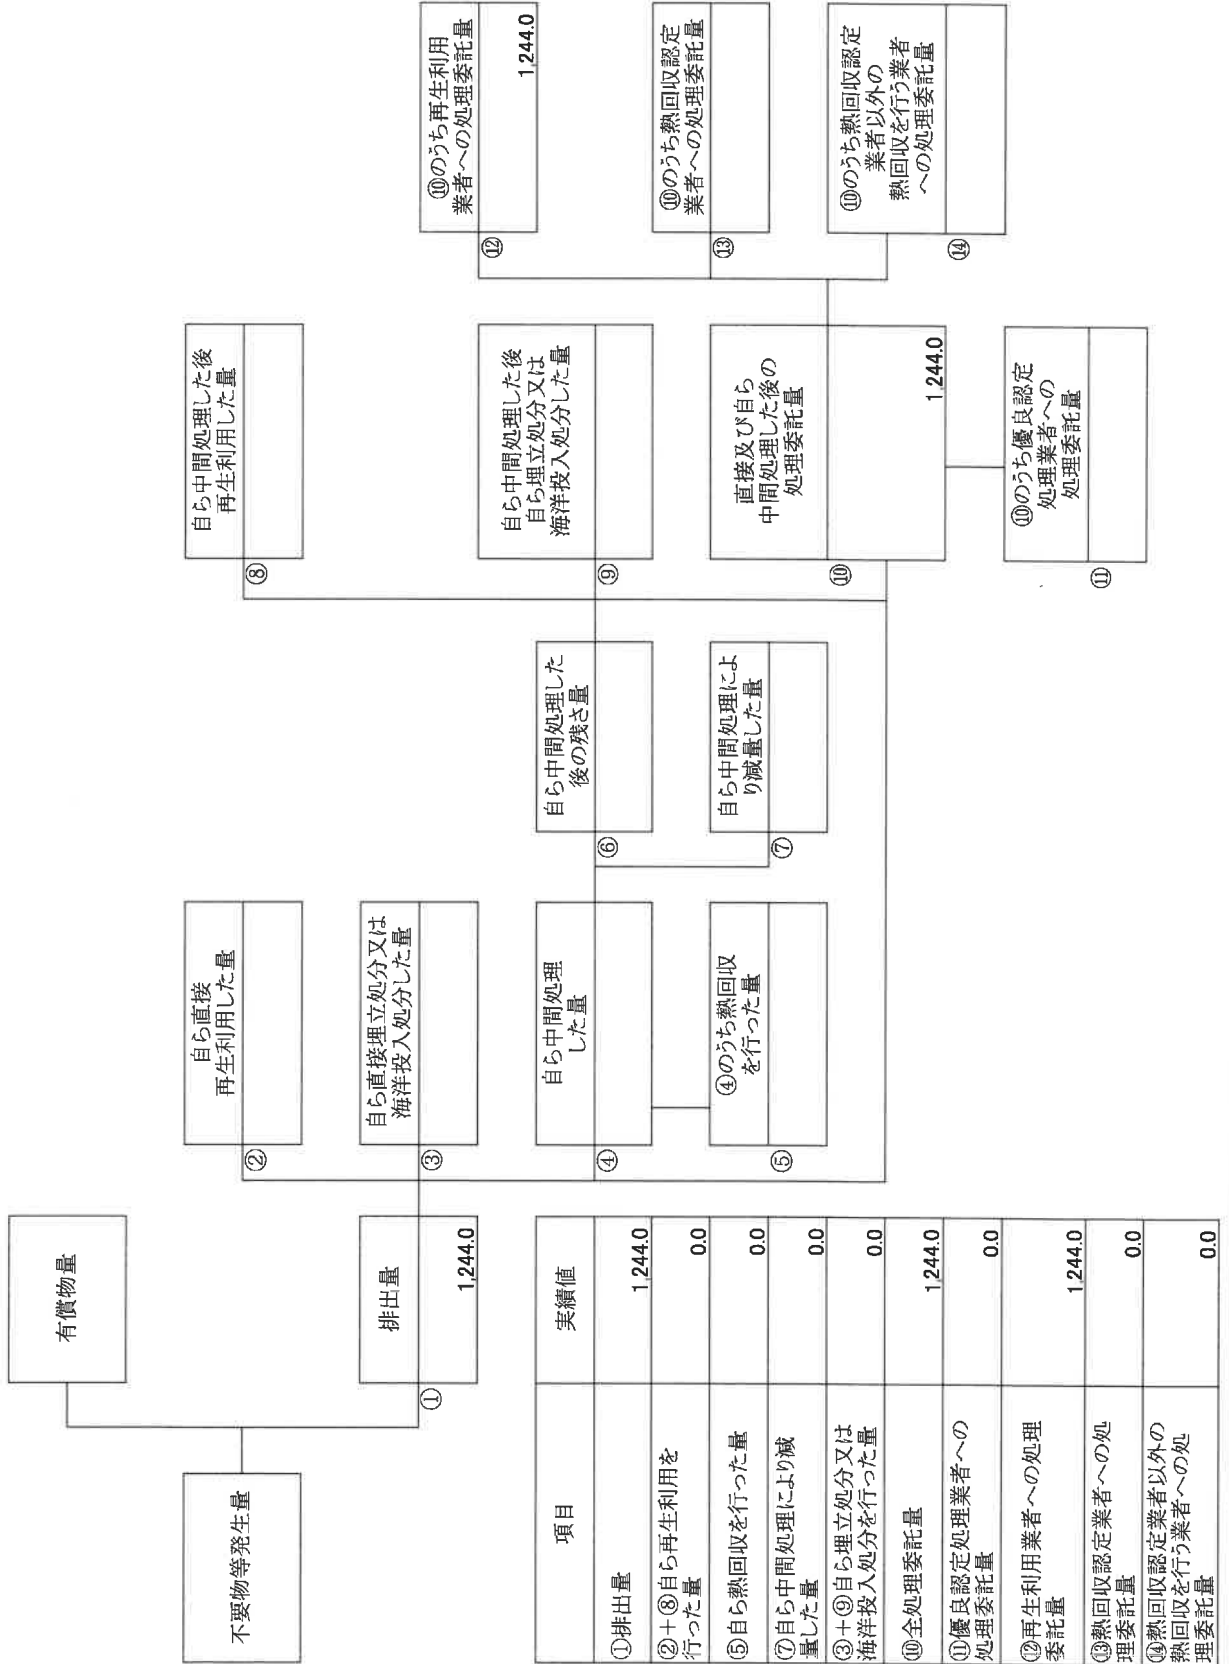 不要物等発生量
有償物量
①
排出量
1,244.0
②
自ら直接
再生利用した量
③
自ら直接埋立処分又は
海洋投入処分した量
④
自ら中間処理
した量
⑤
④のうち熱回収
を行った量
⑥
自ら中間処理した
後の残さ量
⑦
自ら中間処理によ
り減量した量
⑧
自ら中間処理した後
再生利用した量
⑨
自ら中間処理した後
自ら埋立処分又は
海洋投入処分した量
⑩
直接及び自ら
中間処理した後の
処理委託量
1,244.0
⑪
⑩のうち優良認定
処理業者への
処理委託量
⑫
⑩のうち再生利用
業者への処理委託量
1,244.0
⑬
⑩のうち熱回収認定
業者への処理委託量
⑭
⑩のうち熱回収認定
業者以外の
熱回収を行う業者
への処理委託量
項目
実績値
①排出量
1,244.0
②+⑧自ら再生利用を
行った量
0.0
⑤自ら熱回収を行った量
0.0
⑦自ら中間処理により減
量した量
0.0
③+⑨自ら埋立処分又は
海洋投入処分を行った量
0.0
⑩全処理委託量
1,244.0
⑪優良認定処理業者への
処理委託量
0.0
⑫再生利用業者への処理
委託量
1,244.0
⑬熱回収認定業者への処
理委託量
0.0
⑭熱回収認定業者以外の
熱回収を行う業者への処
理委託量
0.0